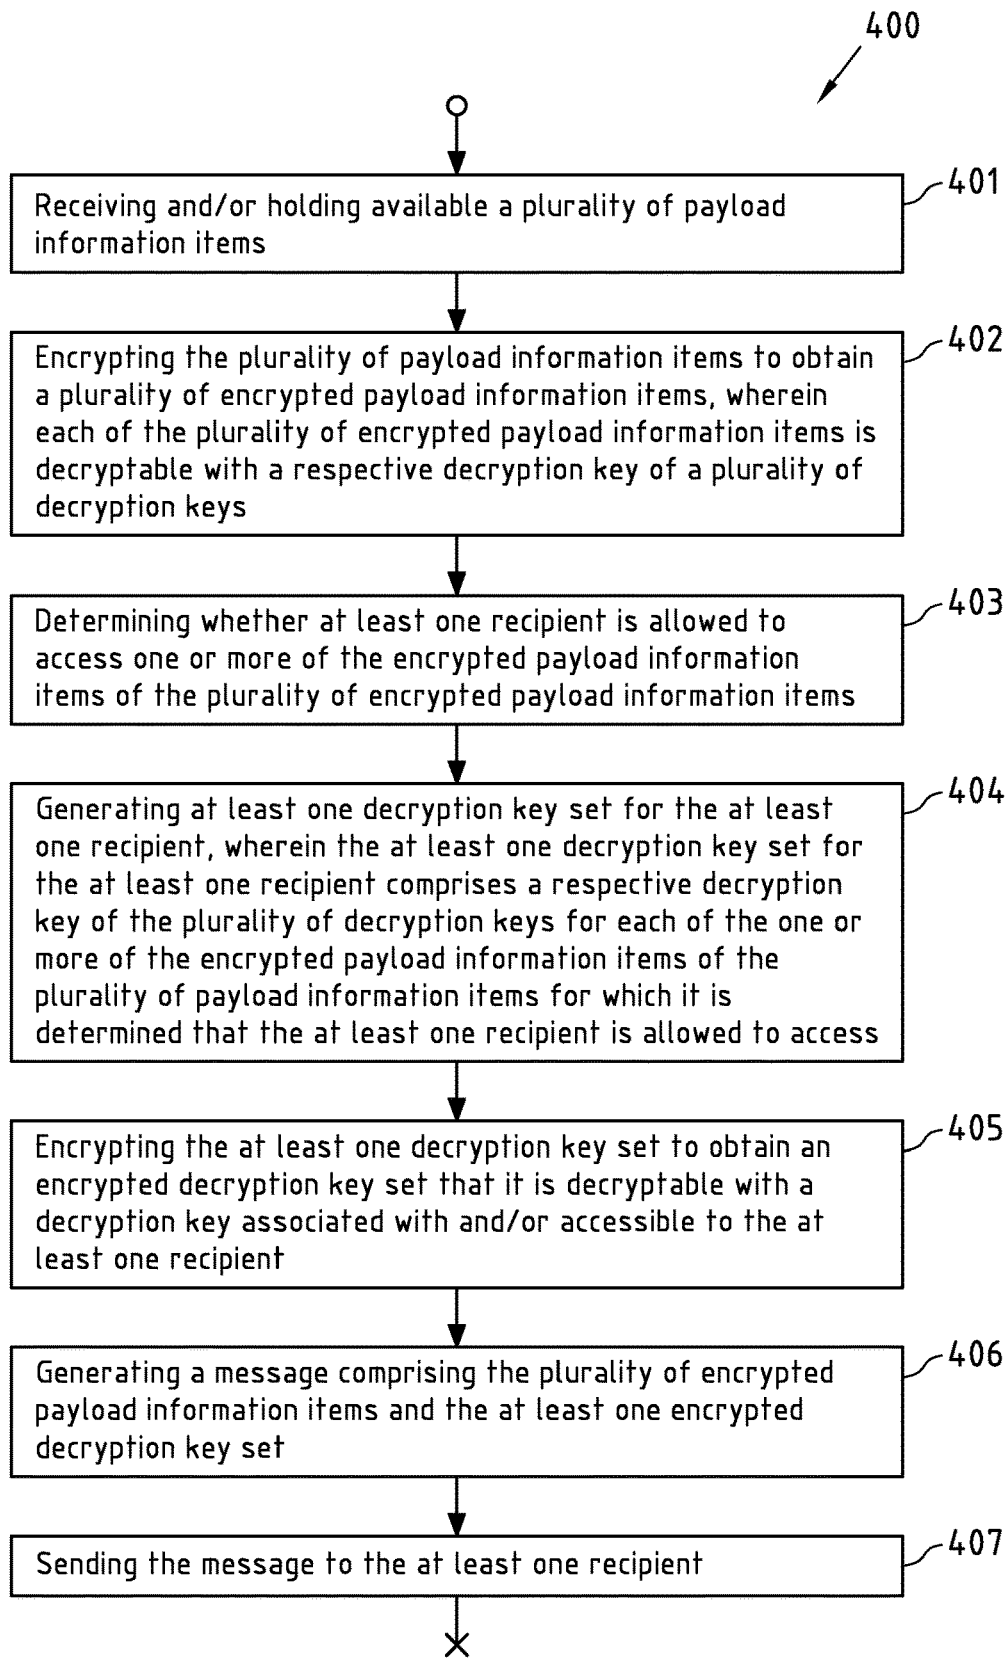 400
401
Receiving and/or holding available a plurality of payload
information items
402
Encrypting the plurality of payload information items to obtain
a plurality of encrypted payload information items, wherein
each of the plurality of encrypted payload information items is
decryptable with a respective decryption key of a plurality of
decryption keys
403
Determining whether at least one recipient is allowed to
access one or more of the encrypted payload information
items of the plurality of encrypted payload information items
404
Generating at least one decryption key set for the at least
one recipient, wherein the at least one decryption key set for
the at least one recipient comprises a respective decryption
key of the plurality of decryption keys for each of the one or
more of the encrypted payload information items of the
plurality of payload information items for which it is
determined that the at least one recipient is allowed to access
405
Encrypting the at least one decryption key set to obtain an
encrypted decryption key set that it is decryptable with a
decryption key associated with and/or accessible to the at
least one recipient
406
Generating a message comprising the plurality of encrypted
payload information items and the at least one encrypted
decryption key set
407
Sending the message to the at least one recipient